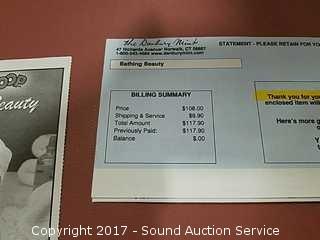 The Danbury Mint
47 Richards Avenue Norwalk, CT 06857
STATEMENT - PLEASE RETAIN FOR
Bathing Beauty
Beauty
BILLING SUMMARY
Price $108.00
Shipping & Service $9.90
Total Amount $117.90
Previously Paid: $117.90
Balance $.00
Thank you for
enclosed item will
Here's more
Copyright 2017 - Sound Auction Service